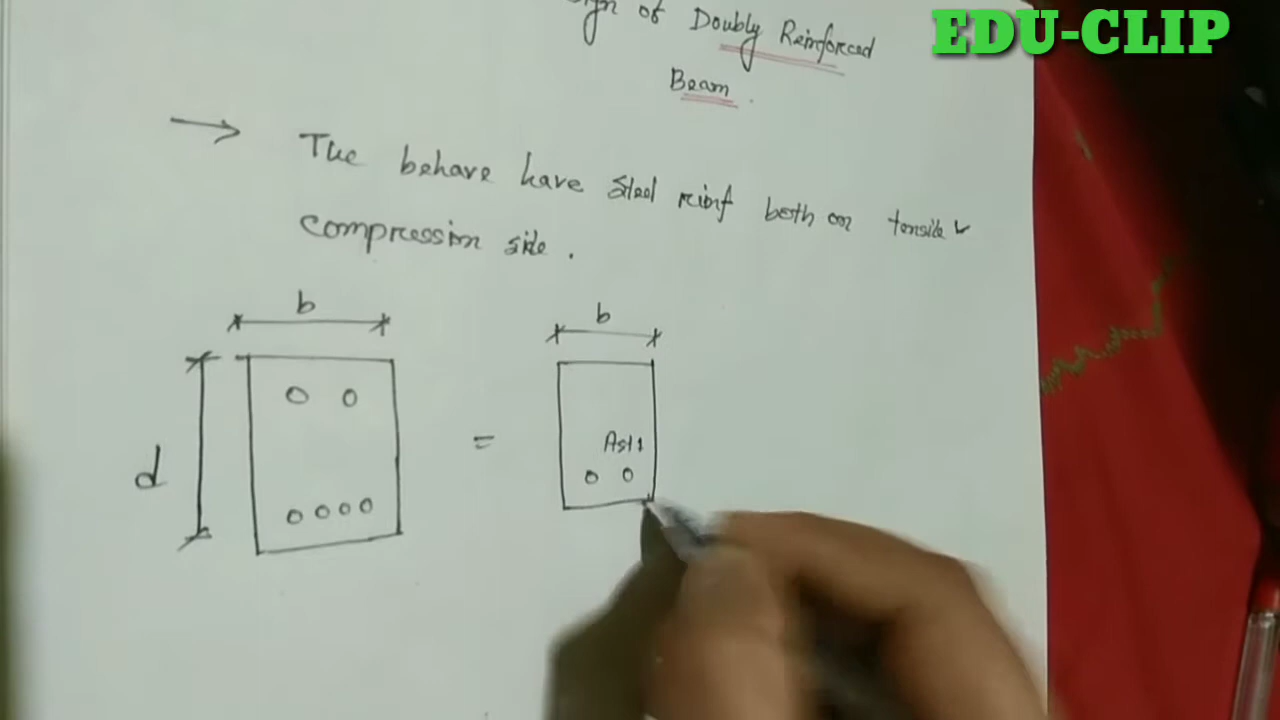 EDU-CLIP
of Doubly Reinforced
Beam.
The behave have steel reinf both on tensile
compression side.
b
b
d
=
Ast1